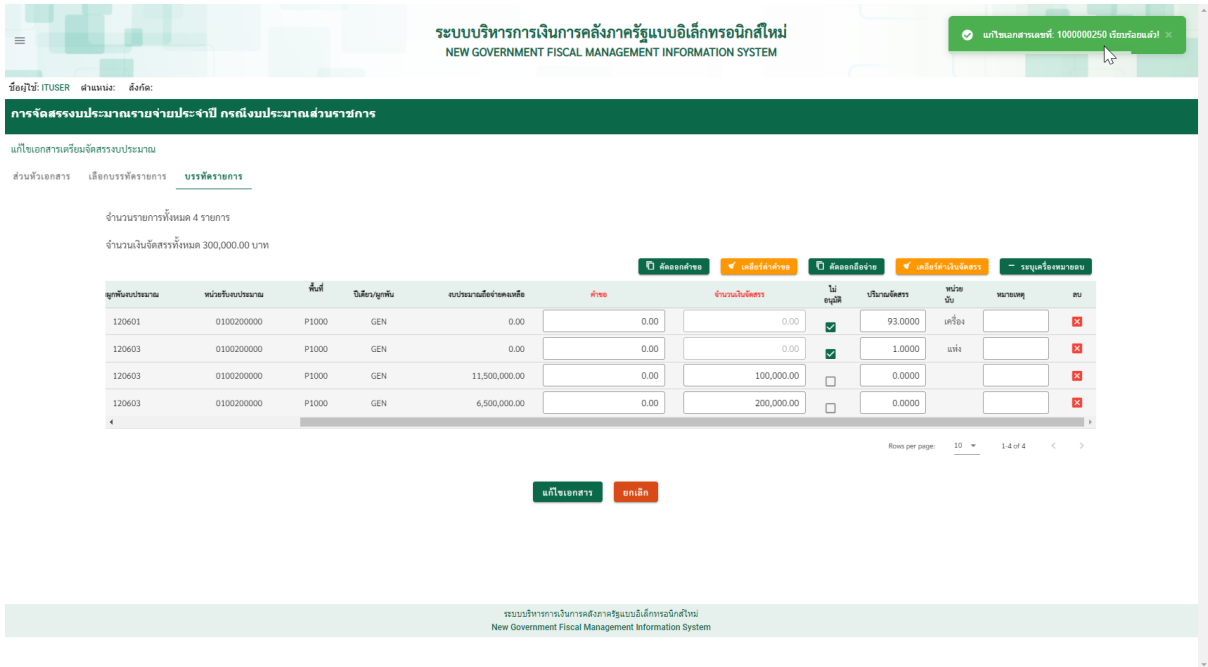 ระบบบริหารการเงินการคลังภาครัฐแบบอิเล็กทรอนิกส์ใหม่
NEW GOVERNMENT FISCAL MANAGEMENT INFORMATION SYSTEM
แก้ไขเอกสารเลขที่: 1000000250 เรียบร้อยแล้ว! ×
ชื่อผู้ใช้: ITUSER ตำแหน่ง: สังกัด:
การจัดสรรงบประมาณรายจ่ายประจำปี กรณีงบประมาณส่วนราชการ
แก้ไขเอกสารเตรียมจัดสรรงบประมาณ
ส่วนหัวเอกสาร เลือกบรรทัดรายการ บรรทัดรายการ
จำนวนรายการทั้งหมด 4 รายการ
จำนวนเงินจัดสรรทั้งหมด 300,000.00 บาท
คัดลอกคำขอ เคลียร์ค่าคำขอ คัดลอกถือจ่าย เคลียร์ค่าเงินจัดสรร − ระบุเครื่องหมายลบ
ผูกพันงบประมาณ หน่วยรับงบประมาณ พื้นที่ ปีเดียว/ผูกพัน งบประมาณถือจ่ายคงเหลือ คำขอ จำนวนเงินจัดสรร ไม่อนุมัติ ปริมาณจัดสรร หน่วยนับ หมายเหตุ ลบ
120601 0100200000 P1000 GEN 0.00 0.00 0.00 93.0000 เครื่อง
120603 0100200000 P1000 GEN 0.00 0.00 0.00 1.0000 แห่ง
120603 0100200000 P1000 GEN 11,500,000.00 0.00 100,000.00 0.0000
120603 0100200000 P1000 GEN 6,500,000.00 0.00 200,000.00 0.0000
Rows per page: 10 1-4 of 4
แก้ไขเอกสาร ยกเลิก
ระบบบริหารการเงินการคลังภาครัฐแบบอิเล็กทรอนิกส์ใหม่
New Government Fiscal Management Information System